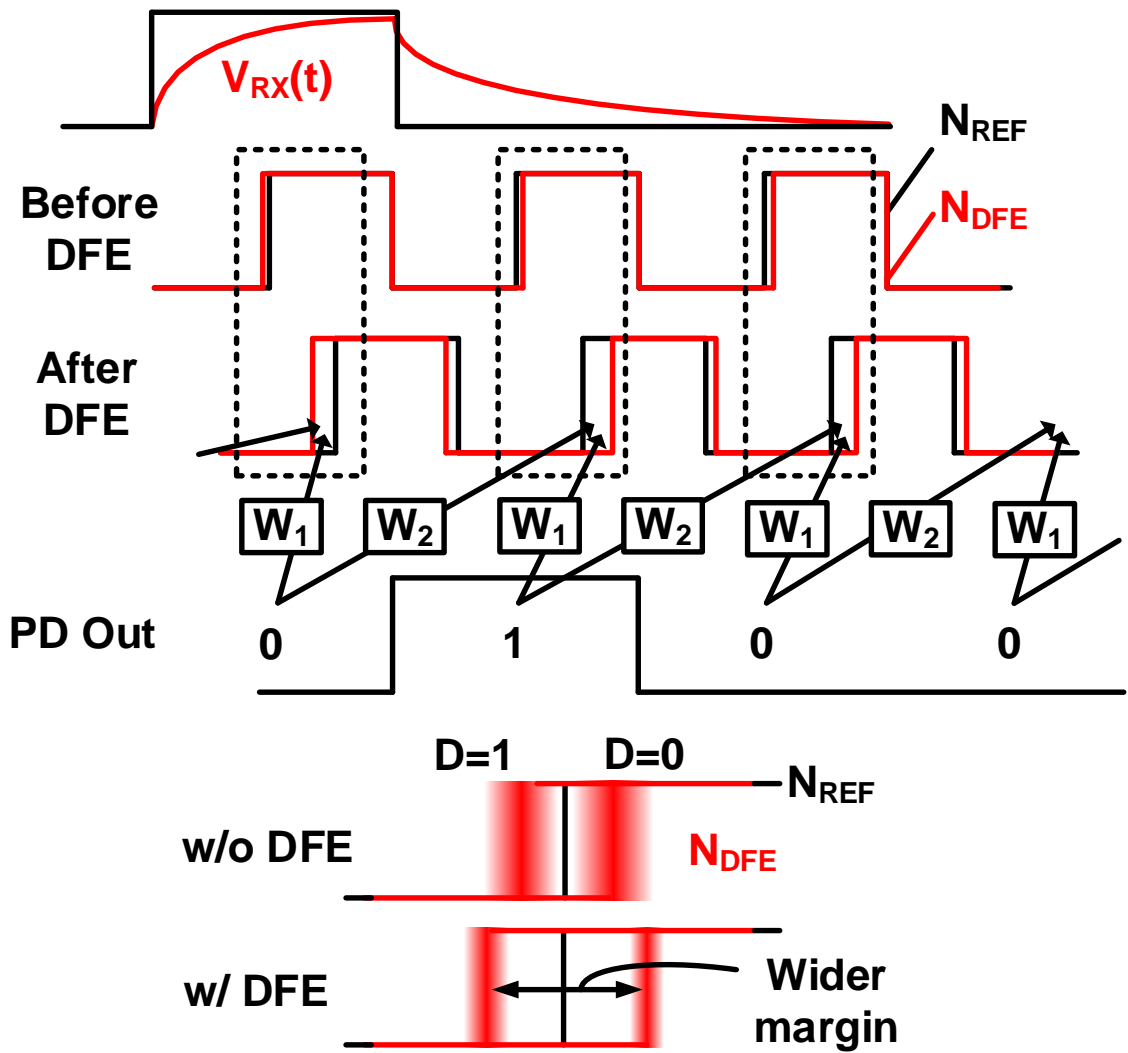 V_RX(t)
N_REF
Before
DFE
N_DFE
After
DFE
W_1 W_2 W_1 W_2 W_1 W_2 W_1
PD Out 0 1 0 0
D=1 D=0
N_REF
w/o DFE
N_DFE
w/ DFE
Wider
margin